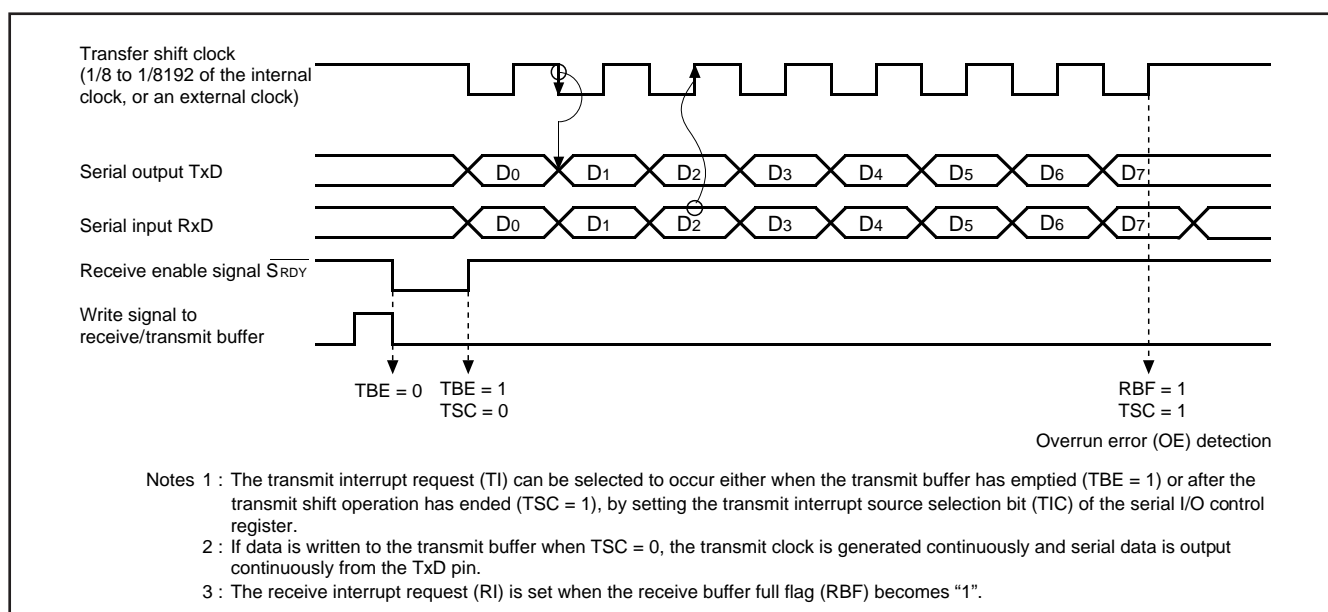 Transfer shift clock
(1/8 to 1/8192 of the internal
clock, or an external clock)
Serial output TxD
D0 D1 D2 D3 D4 D5 D6 D7
Serial input RxD
D0 D1 D2 D3 D4 D5 D6 D7
Receive enable signal SRDY
Write signal to
receive/transmit buffer
TBE = 0
TBE = 1
TSC = 0
RBF = 1
TSC = 1
Overrun error (OE) detection
Notes 1 : The transmit interrupt request (TI) can be selected to occur either when the transmit buffer has emptied (TBE = 1) or after the
transmit shift operation has ended (TSC = 1), by setting the transmit interrupt source selection bit (TIC) of the serial I/O control
register.
2 : If data is written to the transmit buffer when TSC = 0, the transmit clock is generated continuously and serial data is output
continuously from the TxD pin.
3 : The receive interrupt request (RI) is set when the receive buffer full flag (RBF) becomes “1”.